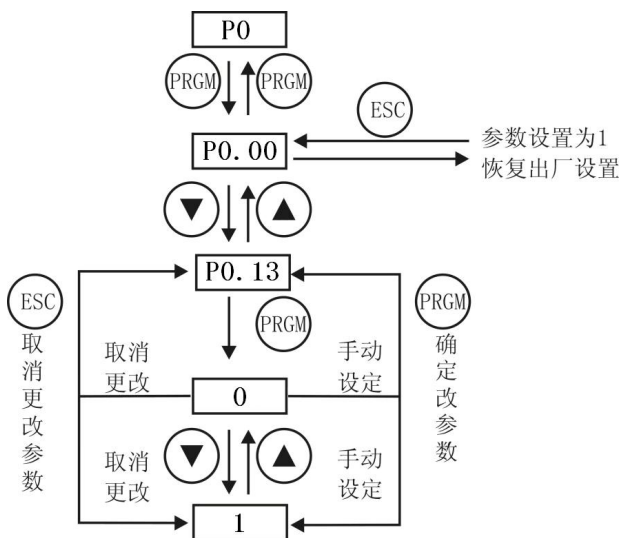 P0
PRGM
PRGM
ESC
P0.00
参数设置为1
恢复出厂设置
▼
▲
P0.13
ESC
取消更改参数
PRGM
PRGM
确定改参数
取消
更改
手动
设定
0
▼
▲
取消
更改
手动
设定
1